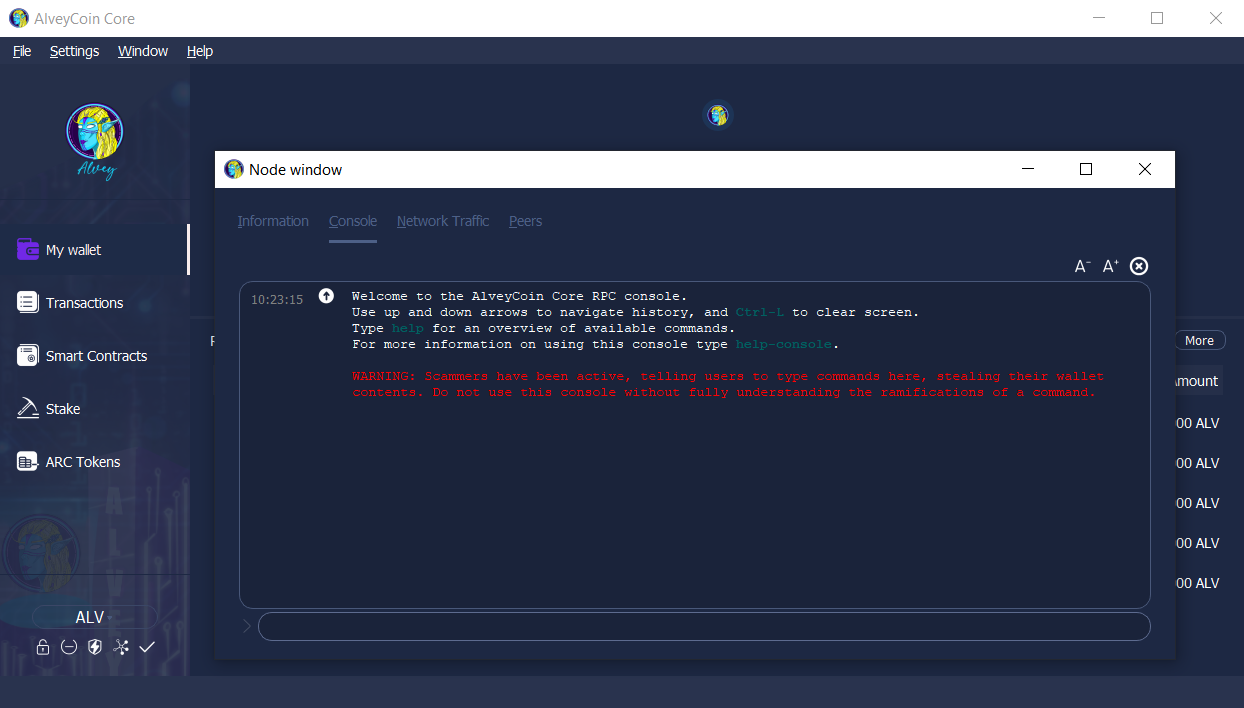 AlveyCoin Core
File Settings Window Help
Alvey
Node window
Information Console Network Traffic Peers
My wallet
A⁻ A⁺
10:23:15 Welcome to the AlveyCoin Core RPC console.
Transactions
Use up and down arrows to navigate history, and Ctrl-L to clear screen.
Type help for an overview of available commands.
For more information on using this console type help-console.
More
Smart Contracts
WARNING: Scammers have been active, telling users to type commands here, stealing their wallet
contents. Do not use this console without fully understanding the ramifications of a command.
mount
Stake
00 ALV
ARC Tokens
00 ALV
00 ALV
00 ALV
00 ALV
ALV